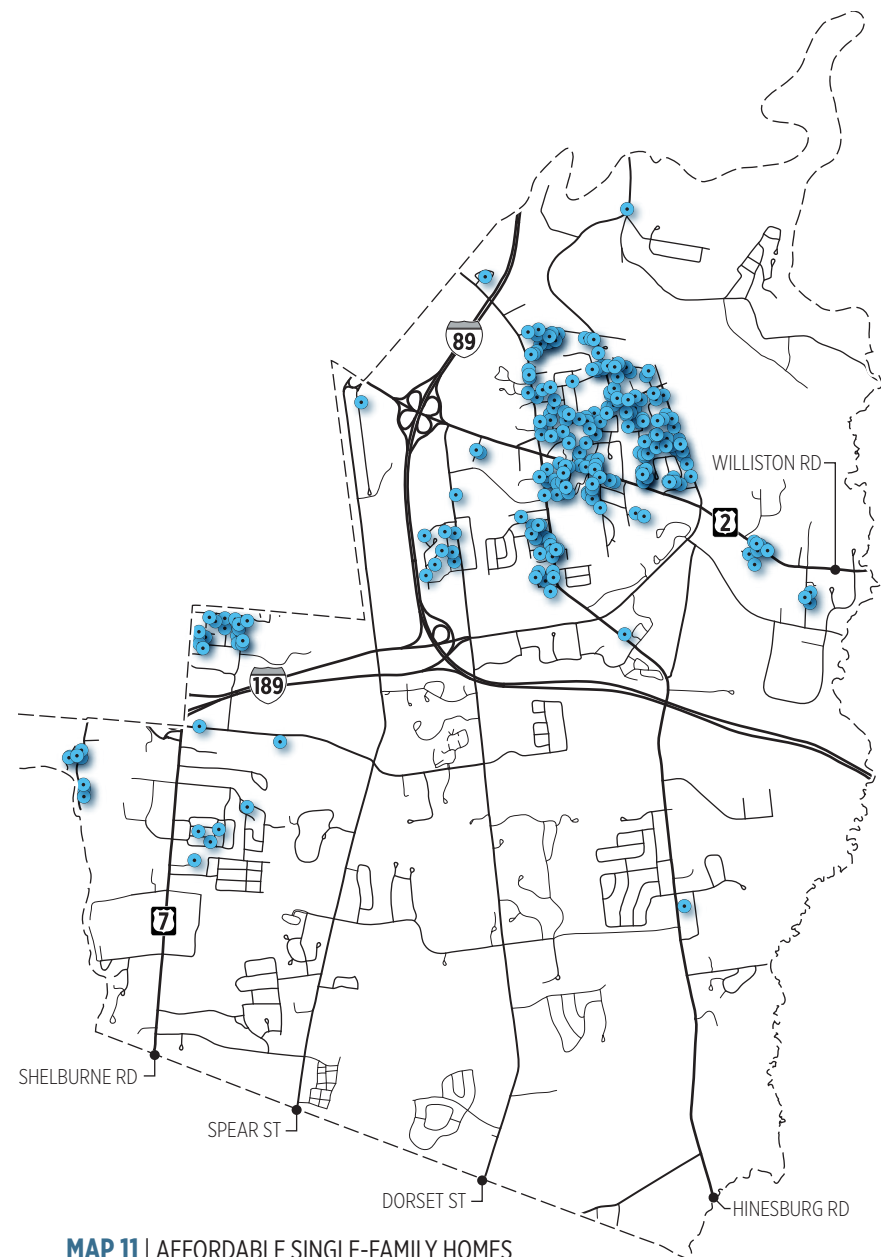 89
WILLISTON RD
2
189
7
SHELBURNE RD
SPEAR ST
DORSET ST
HINESBURG RD
MAP 11 | AFFORDABLE SINGLE-FAMILY HOMES